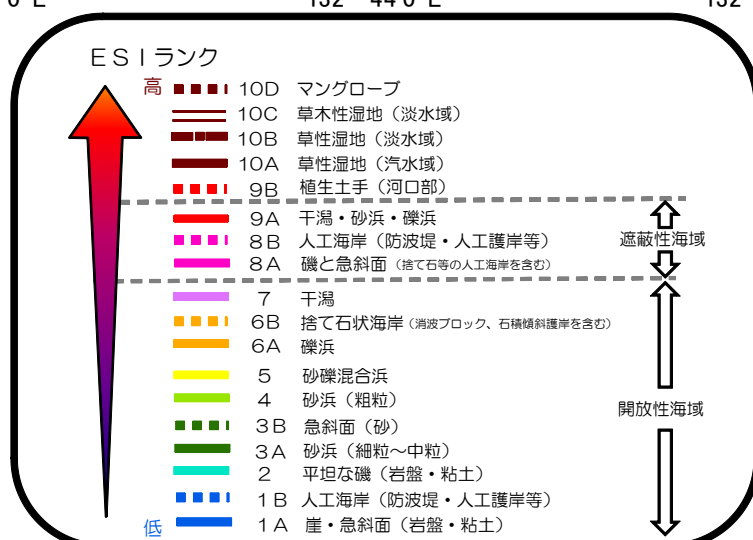 132° 44'0"E
132
ＥＳＩランク
高
10D マングローブ
10C 草木性湿地（淡水域）
10B 草性湿地（淡水域）
10A 草性湿地（汽水域）
9B 植生土手（河口部）
9A 干潟・砂浜・礫浜
8B 人工海岸（防波堤・人工護岸等）
遮蔽性海域
8A 磯と急斜面（捨て石等の人工海岸を含む）
7 干潟
6B 捨て石状海岸（消波ブロック、石積傾斜護岸を含む）
6A 礫浜
5 砂礫混合浜
4 砂浜（粗粒）
開放性海域
3B 急斜面（砂）
3A 砂浜（細粒～中粒）
2 平坦な磯（岩盤・粘土）
1B 人工海岸（防波堤・人工護岸等）
低
1A 崖・急斜面（岩盤・粘土）